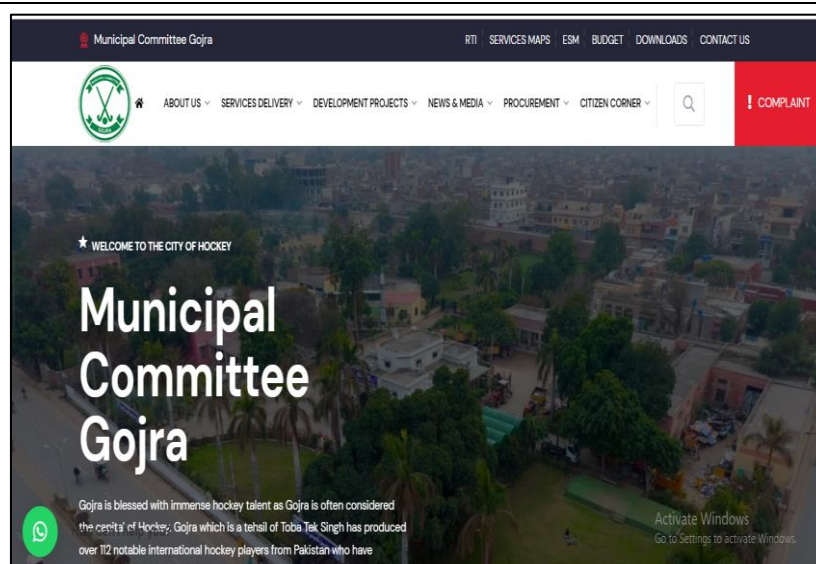 Municipal Committee Gojra
RTI SERVICES MAPS ESM BUDGET DOWNLOADS CONTACT US
GOJRA
ABOUT US SERVICES DELIVERY DEVELOPMENT PROJECTS NEWS & MEDIA PROCUREMENT CITIZEN CORNER
! COMPLAINT
WELCOME TO THE CITY OF HOCKEY
Municipal
Committee
Gojra
Gojra is blessed with immense hockey talent as Gojra is often considered
the capital of Hockey. Gojra which is a tehsil of Toba Tek Singh has produced
over 112 notable international hockey players from Pakistan who have
Activate Windows
Go to Settings to activate Windows.